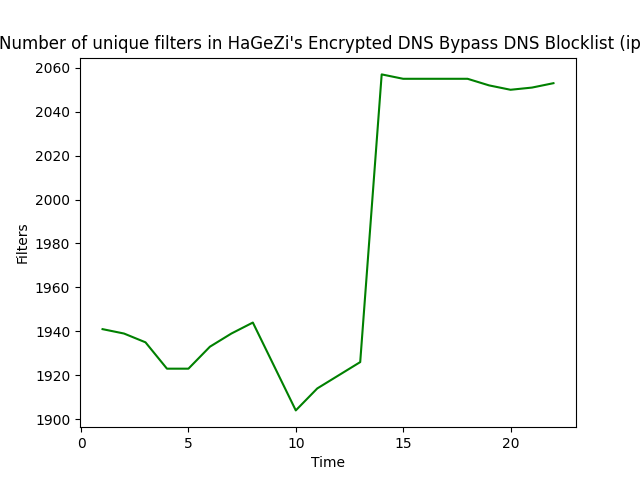 Number of unique filters in HaGeZi's Encrypted DNS Bypass DNS Blocklist (ip
2060
2040
2020
2000
1980
1960
1940
1920
1900
Filters
0 5 10 15 20
Time